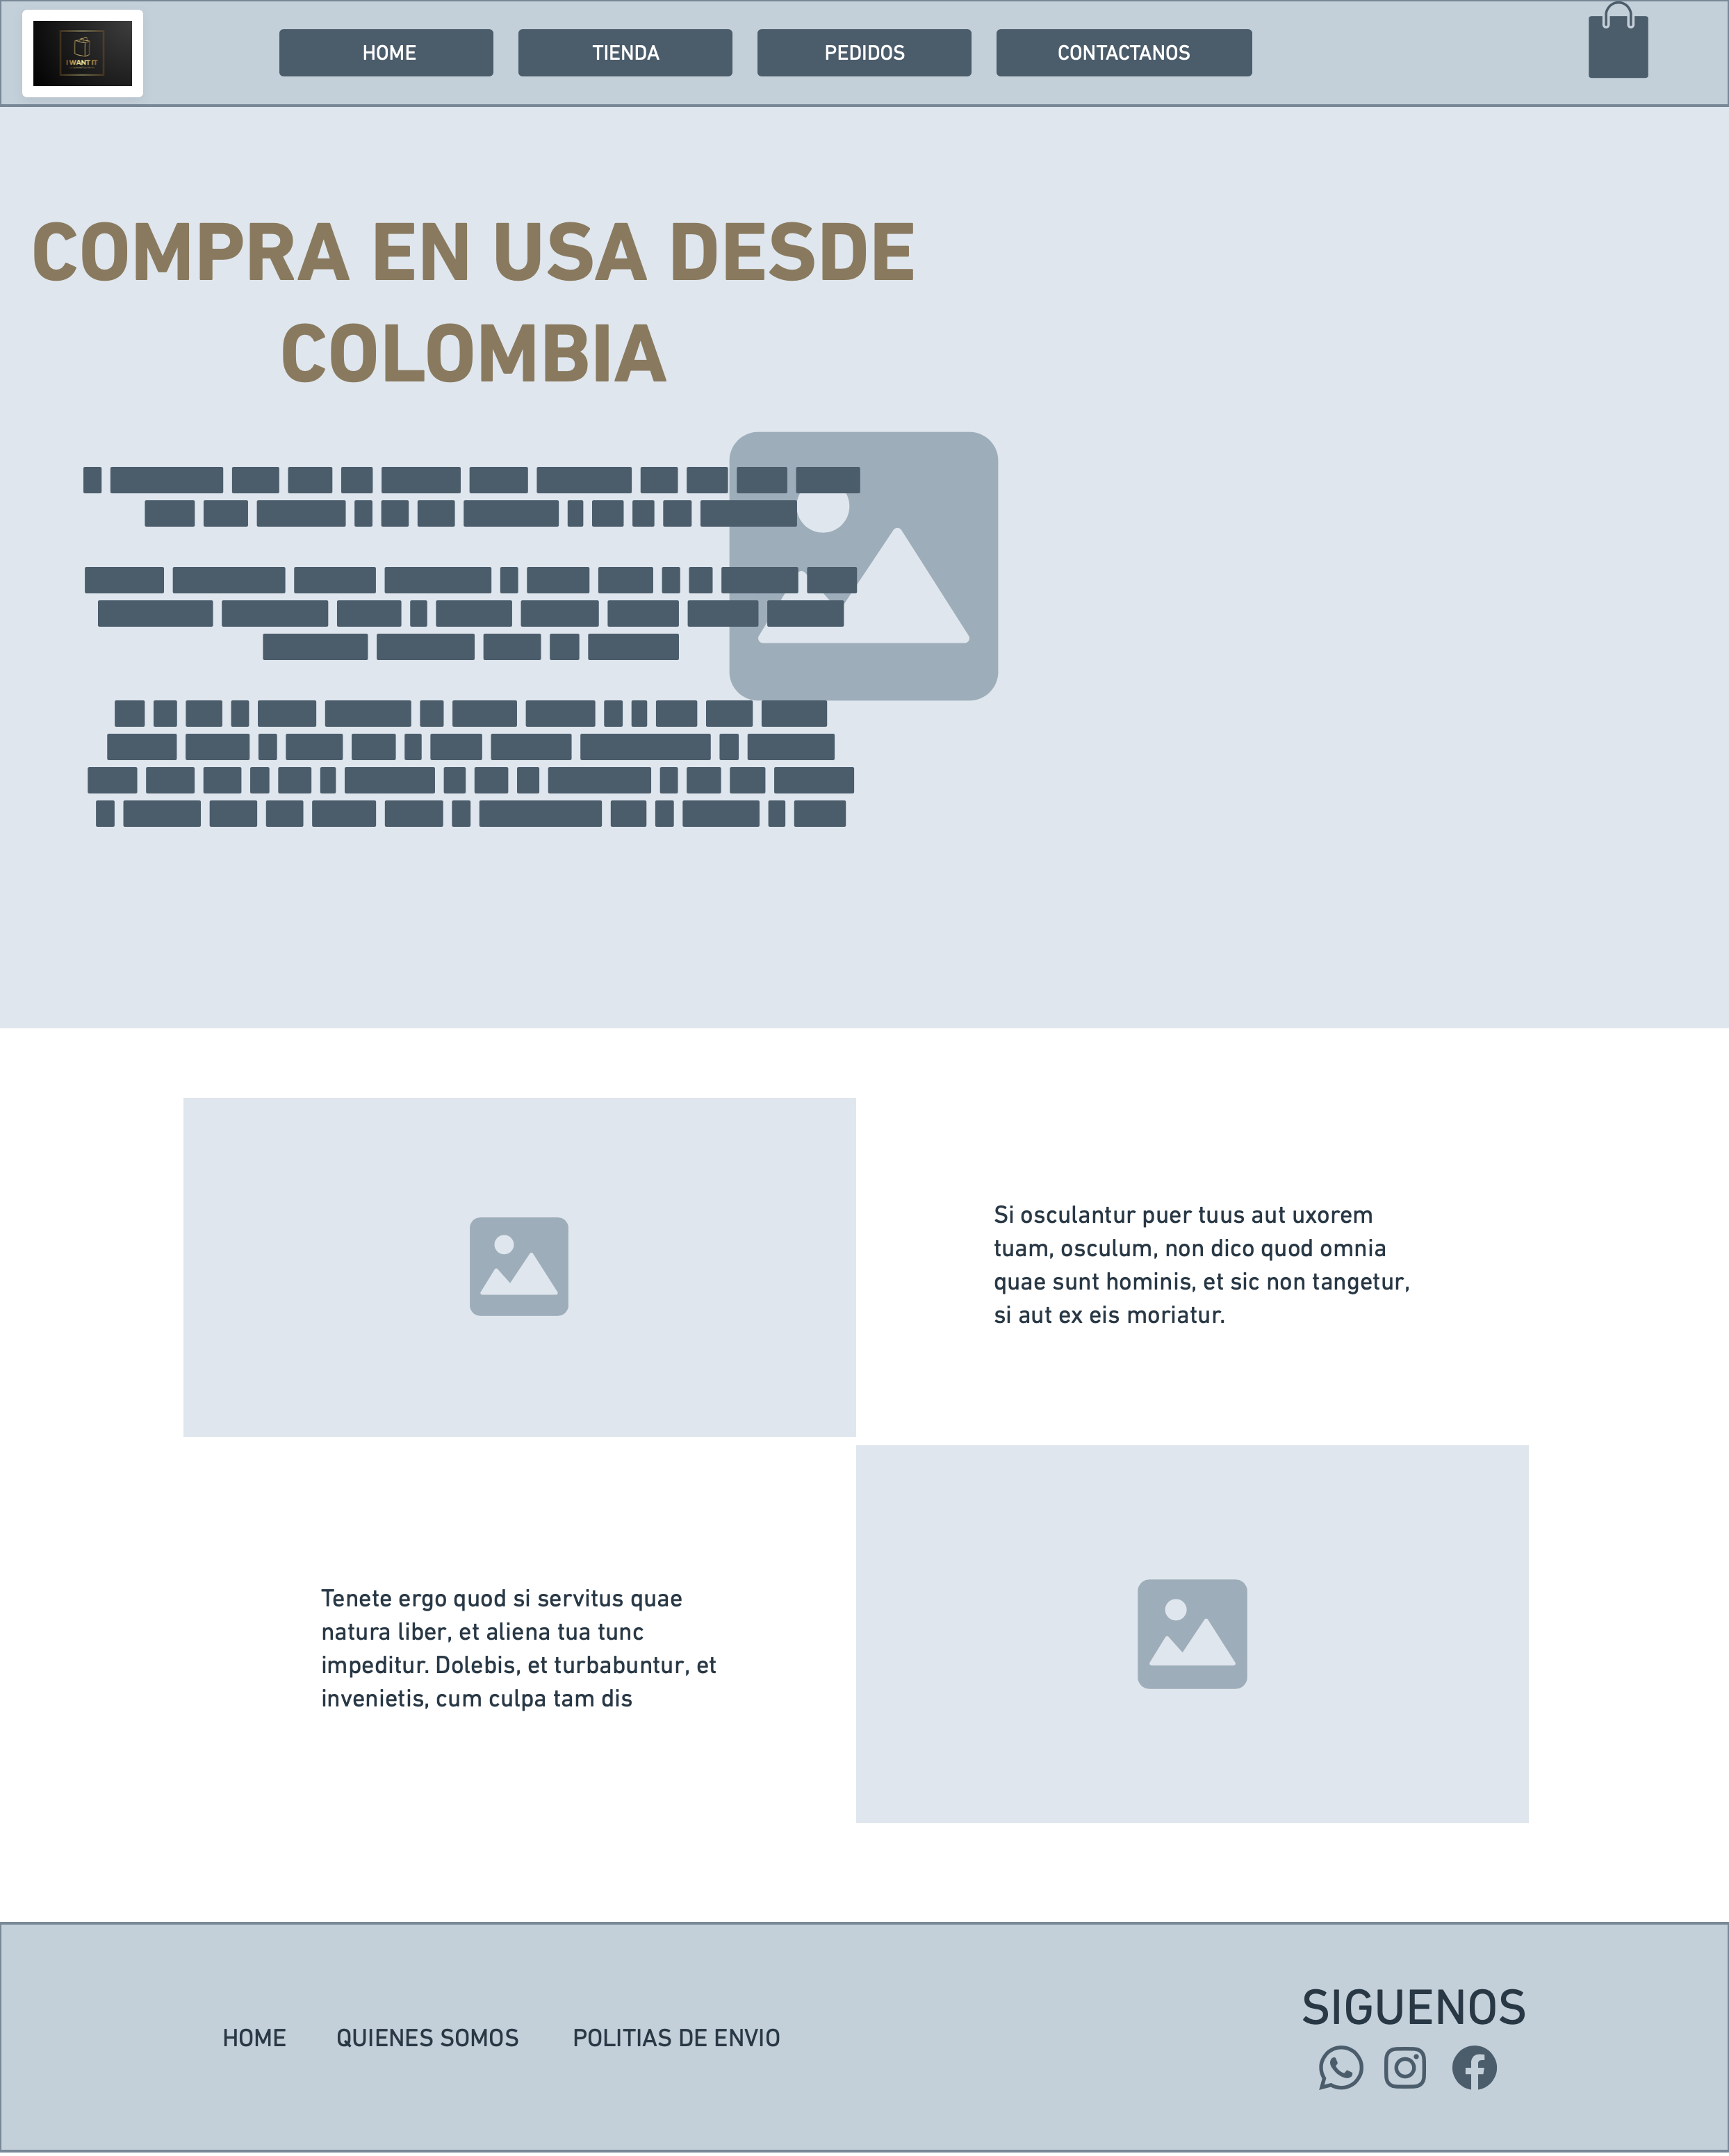 I WANT IT
HOME
TIENDA
PEDIDOS
CONTACTANOS
COMPRA EN USA DESDE
COLOMBIA
Si osculantur puer tuus aut uxorem
tuam, osculum, non dico quod omnia
quae sunt hominis, et sic non tangetur,
si aut ex eis moriatur.
Tenete ergo quod si servitus quae
natura liber, et aliena tua tunc
impeditur. Dolebis, et turbabuntur, et
invenietis, cum culpa tam dis
SIGUENOS
HOME
QUIENES SOMOS
POLITIAS DE ENVIO